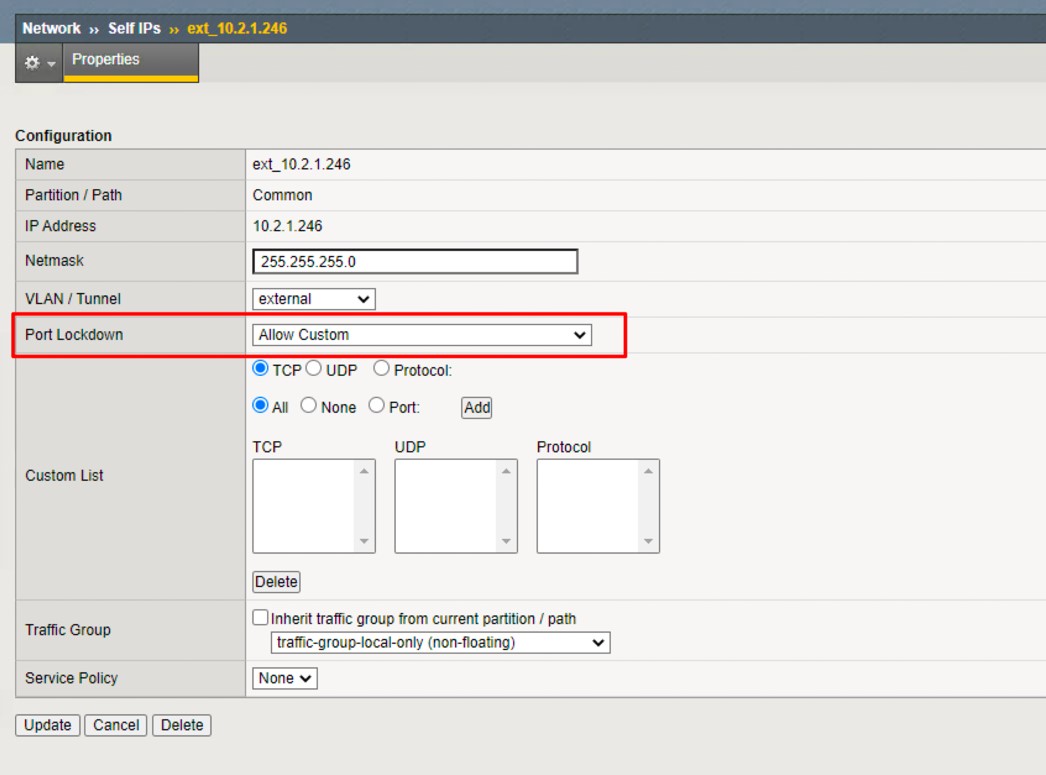 Network ›› Self IPs ›› ext_10.2.1.246
Properties
Configuration
Name ext_10.2.1.246
Partition / Path Common
IP Address 10.2.1.246
Netmask 255.255.255.0
VLAN / Tunnel external
Port Lockdown Allow Custom
TCP UDP Protocol:
All None Port: Add
TCP UDP Protocol
Custom List
Delete
Inherit traffic group from current partition / path
Traffic Group
traffic-group-local-only (non-floating)
Service Policy None
Update Cancel Delete